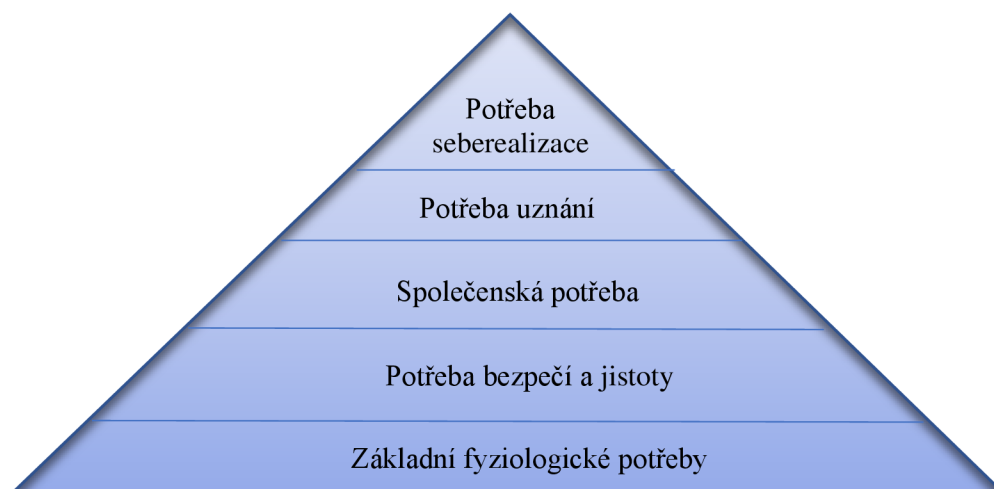 Potřeba
seberealizace
Potřeba uznání
Společenská potřeba
Potřeba bezpečí a jistoty
Základní fyziologické potřeby